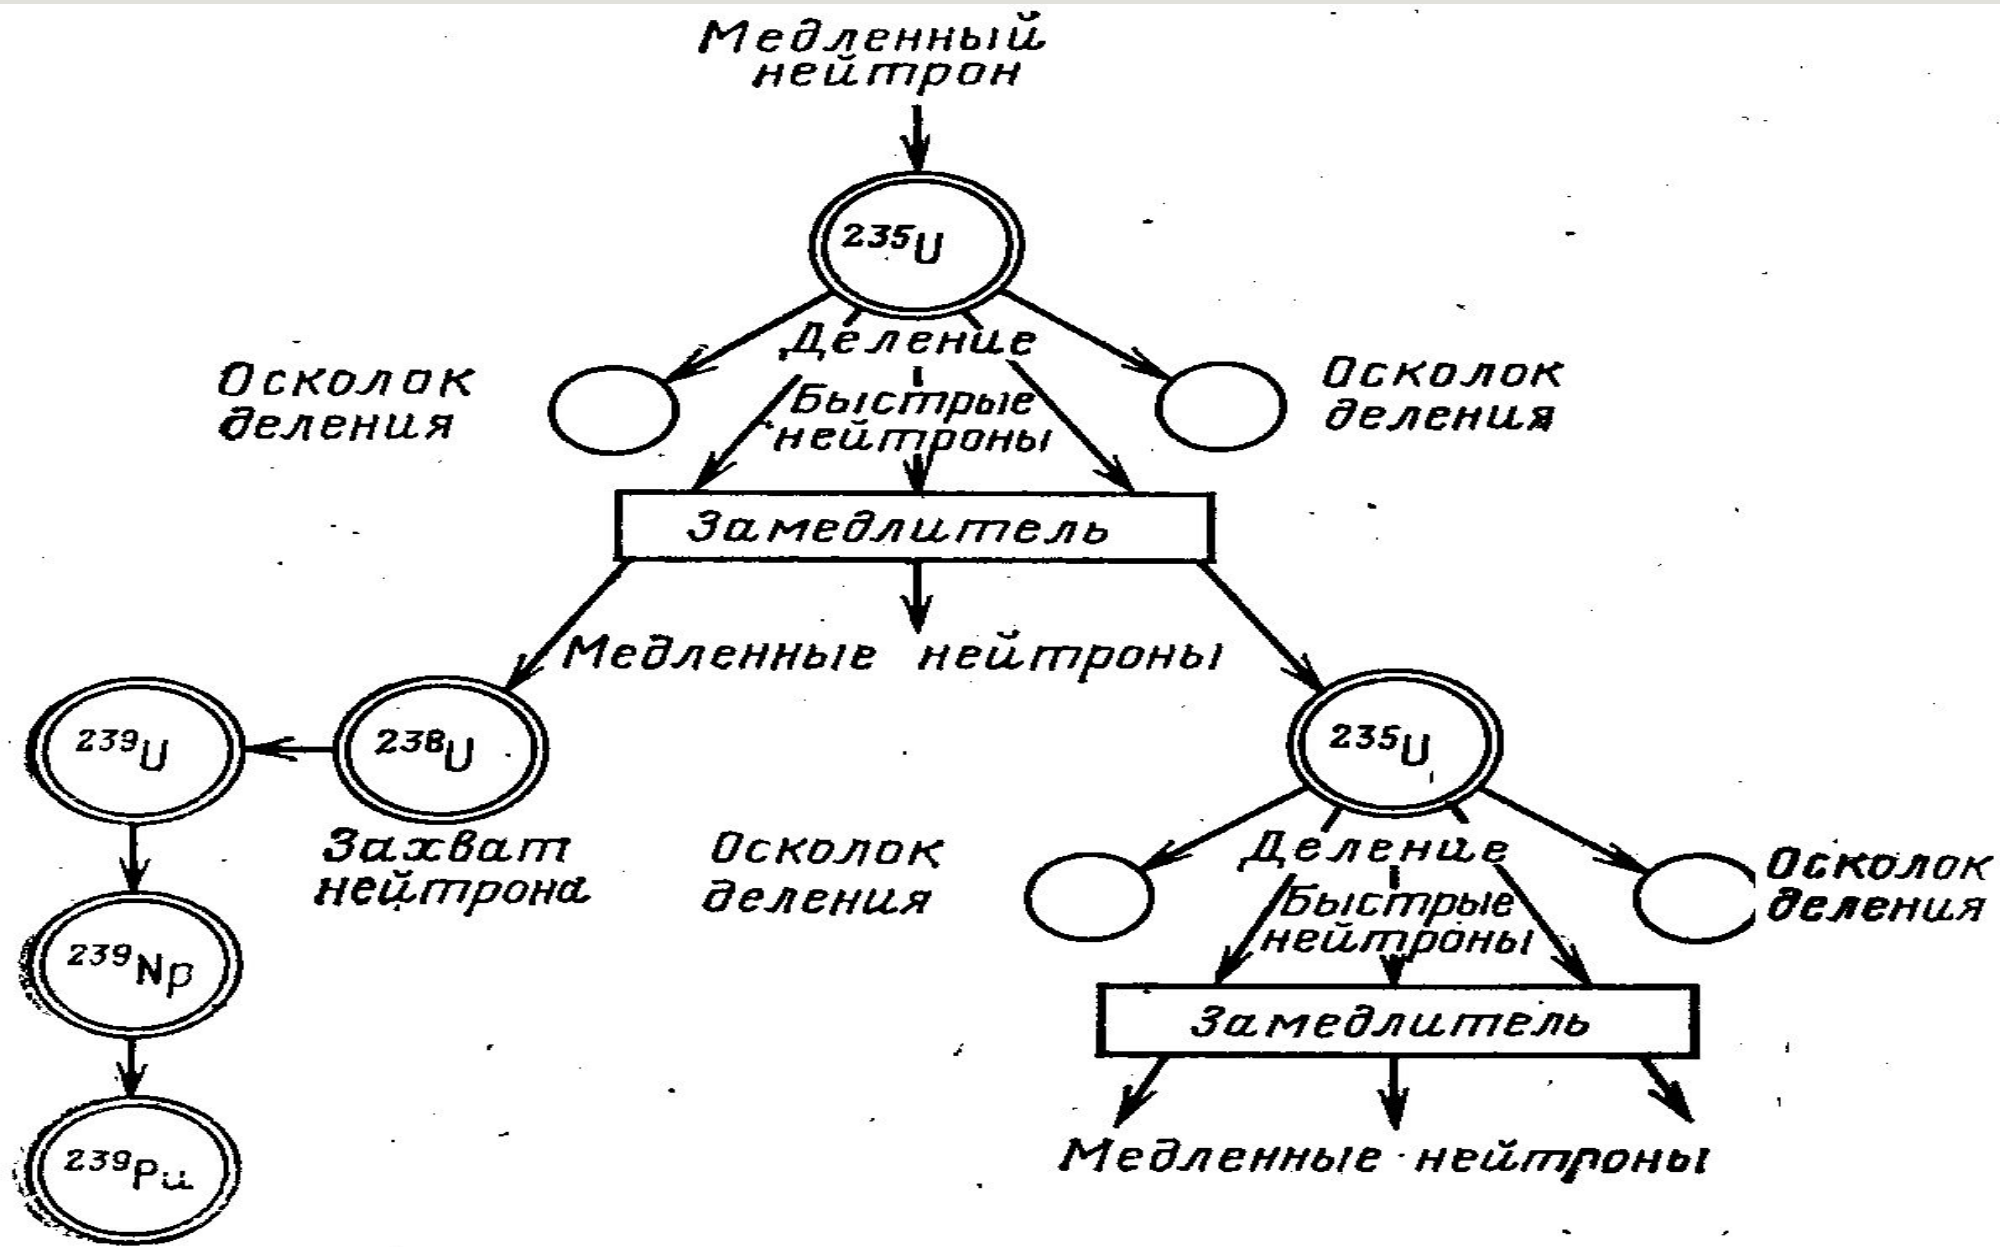 Медленный
нейтрон
²³⁵U
Деление
Осколок
деления
Быстрые
нейтроны
Осколок
деления
Замедлитель
Медленные нейтроны
²³⁹U
²³⁸U
²³⁵U
Захват
нейтрона
Осколок
деления
Деление
Быстрые
нейтроны
Осколок
деления
²³⁹Np
Замедлитель
²³⁹Pu
Медленные нейтроны